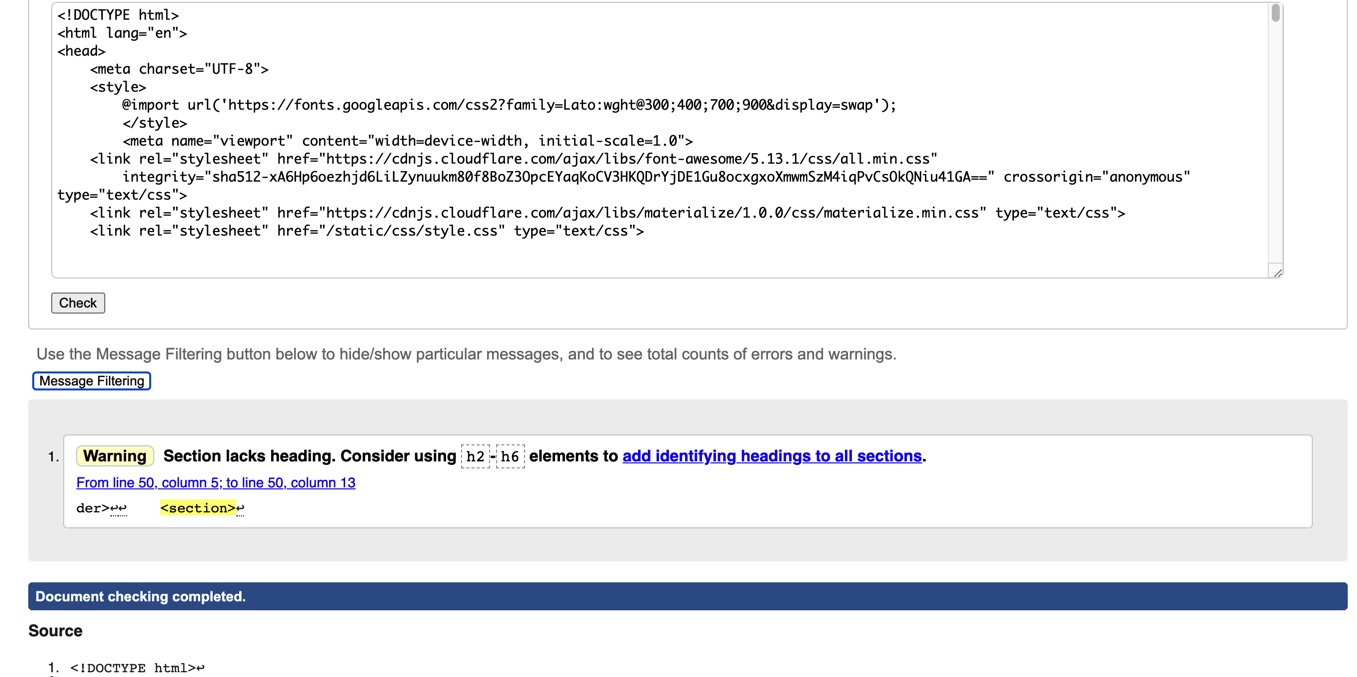 <!DOCTYPE html>
<html lang="en">
<head>
    <meta charset="UTF-8">
    <style>
        @import url('https://fonts.googleapis.com/css2?family=Lato:wght@300;400;700;900&display=swap');
        </style>
        <meta name="viewport" content="width=device-width, initial-scale=1.0">
    <link rel="stylesheet" href="https://cdnjs.cloudflare.com/ajax/libs/font-awesome/5.13.1/css/all.min.css"
        integrity="sha512-xA6Hp6oezhjd6LiLZynuukm80f8BoZ3OpcEYaqKoCV3HKQDrYjDE1Gu8ocxgxoXmwmSzM4iqPvCsOkQNiu41GA==" crossorigin="anonymous"
type="text/css">
    <link rel="stylesheet" href="https://cdnjs.cloudflare.com/ajax/libs/materialize/1.0.0/css/materialize.min.css" type="text/css">
    <link rel="stylesheet" href="/static/css/style.css" type="text/css">
Check
Use the Message Filtering button below to hide/show particular messages, and to see total counts of errors and warnings.
Message Filtering
1. Warning Section lacks heading. Consider using h2-h6 elements to add identifying headings to all sections.
From line 50, column 5; to line 50, column 13
der>↩↩    <section>↩
Document checking completed.
Source
1. <!DOCTYPE html>↩